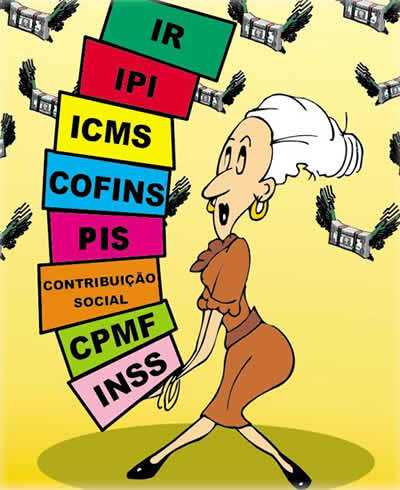 IR
IPI
ICMS
COFINS
PIS
CONTRIBUIÇÃO
SOCIAL
CPMF
INSS